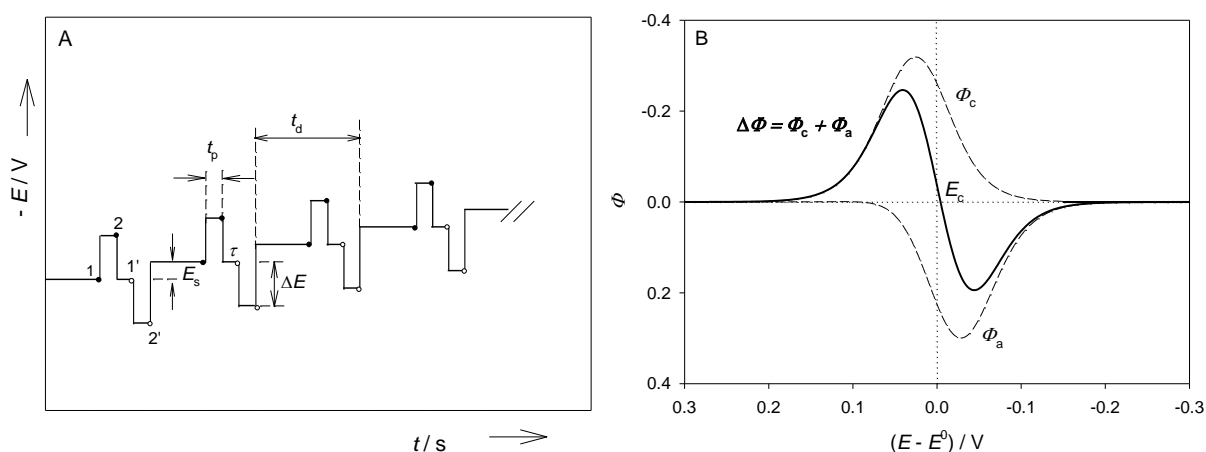 A
- E / V
t / s
1
2
1'
2'
E_s
t_p
τ
ΔE
t_d
B
Φ
-0.4
-0.2
0.0
0.2
0.4
ΔΦ = Φ_c + Φ_a
Φ_c
E_c
Φ_a
0.3 0.2 0.1 0.0 -0.1 -0.2 -0.3
(E - E⁰) / V